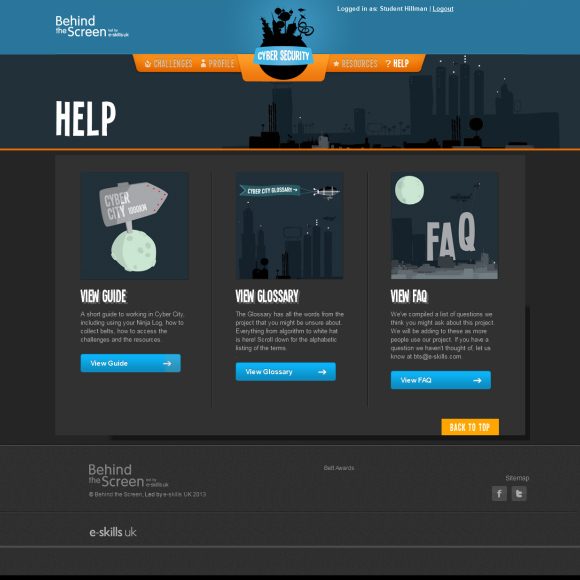 Logged in as: Student Hillman | Logout
Behind
the Screen led by
e-skills uk
CYBER SECURITY
CHALLENGES PROFILE RESOURCES ? HELP
HELP
CYBER
CITY
CYBER CITY GLOSSARY
FAQ
VIEW GUIDE
A short guide to working in Cyber City,
including using your Ninja Log, how to
collect belts, how to access the
challenges and the resources.
View Guide →
VIEW GLOSSARY
The Glossary has all the words from the
project that you might be unsure about.
Everything from algorithm to white hat
is here! Scroll down for the alphabetic
listing of the terms.
View Glossary →
VIEW FAQ
We've compiled a list of questions we
think you might ask about this project.
We will be adding to these as more
people use our project. If you have a
question we haven't thought of, let us
know at bts@e-skills.com.
View FAQ →
BACK TO TOP
Behind
the Screen led by
e-skills uk
© Behind the Screen, Led by e-skills UK 2013
Belt Awards
Sitemap
f t
e-skills uk